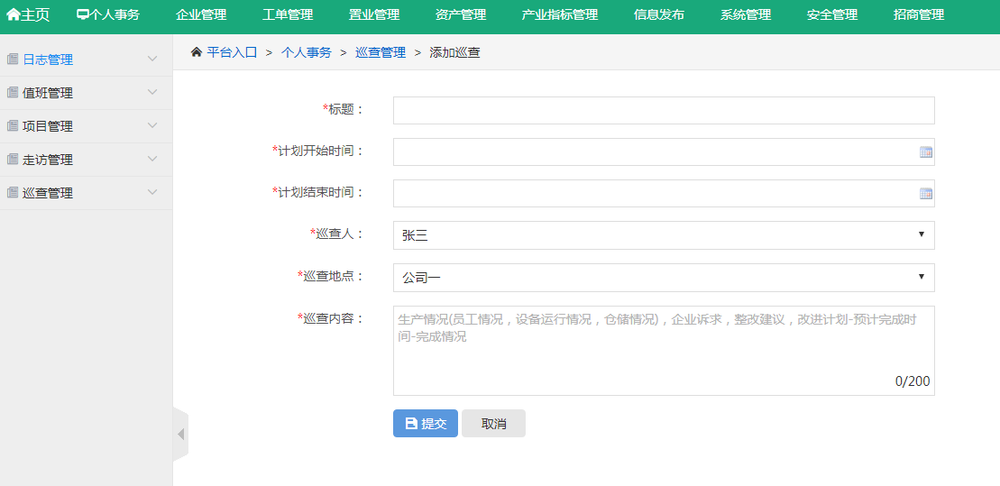 主页 个人事务 企业管理 工单管理 置业管理 资产管理 产业指标管理 信息发布 系统管理 安全管理 招商管理
平台入口 > 个人事务 > 巡查管理 > 添加巡查
日志管理
值班管理
项目管理
走访管理
巡查管理
*标题：
*计划开始时间：
*计划结束时间：
*巡查人： 张三
*巡查地点： 公司一
*巡查内容： 生产情况(员工情况，设备运行情况，仓储情况)，企业诉求，整改建议，改进计划-预计完成时
间-完成情况
0/200
提交 取消